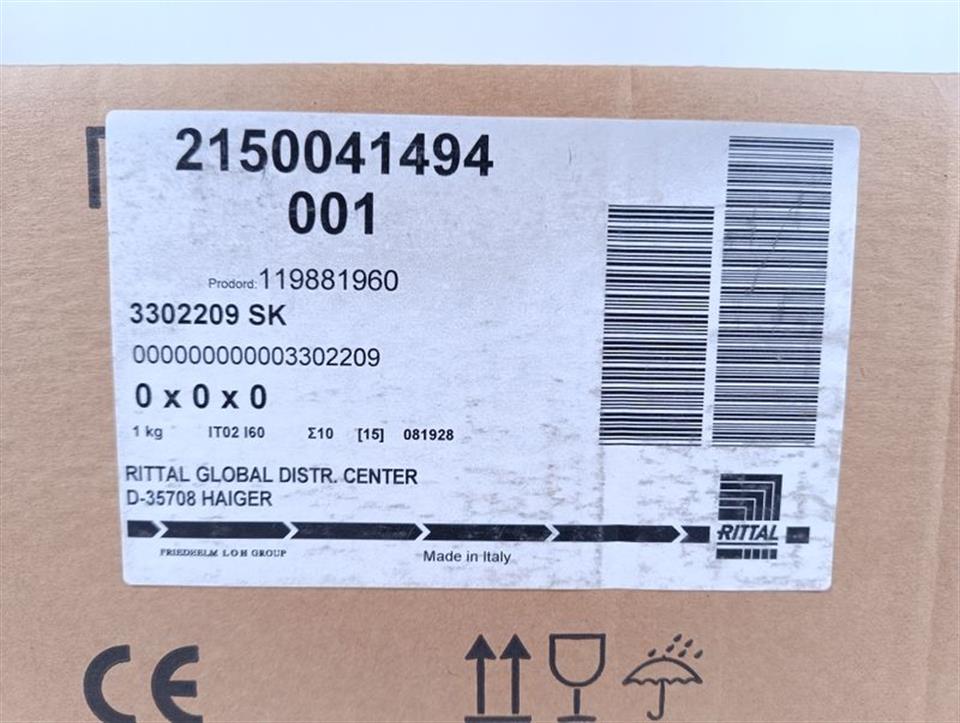 2150041494
001
Prodord: 119881960
3302209 SK
000000000003302209
0 x 0 x 0
1 kg IT02 I60 Σ10 [15] 081928
RITTAL GLOBAL DISTR. CENTER
D-35708 HAIGER
RITTAL
FRIEDHELM LOH GROUP
Made in Italy
CE